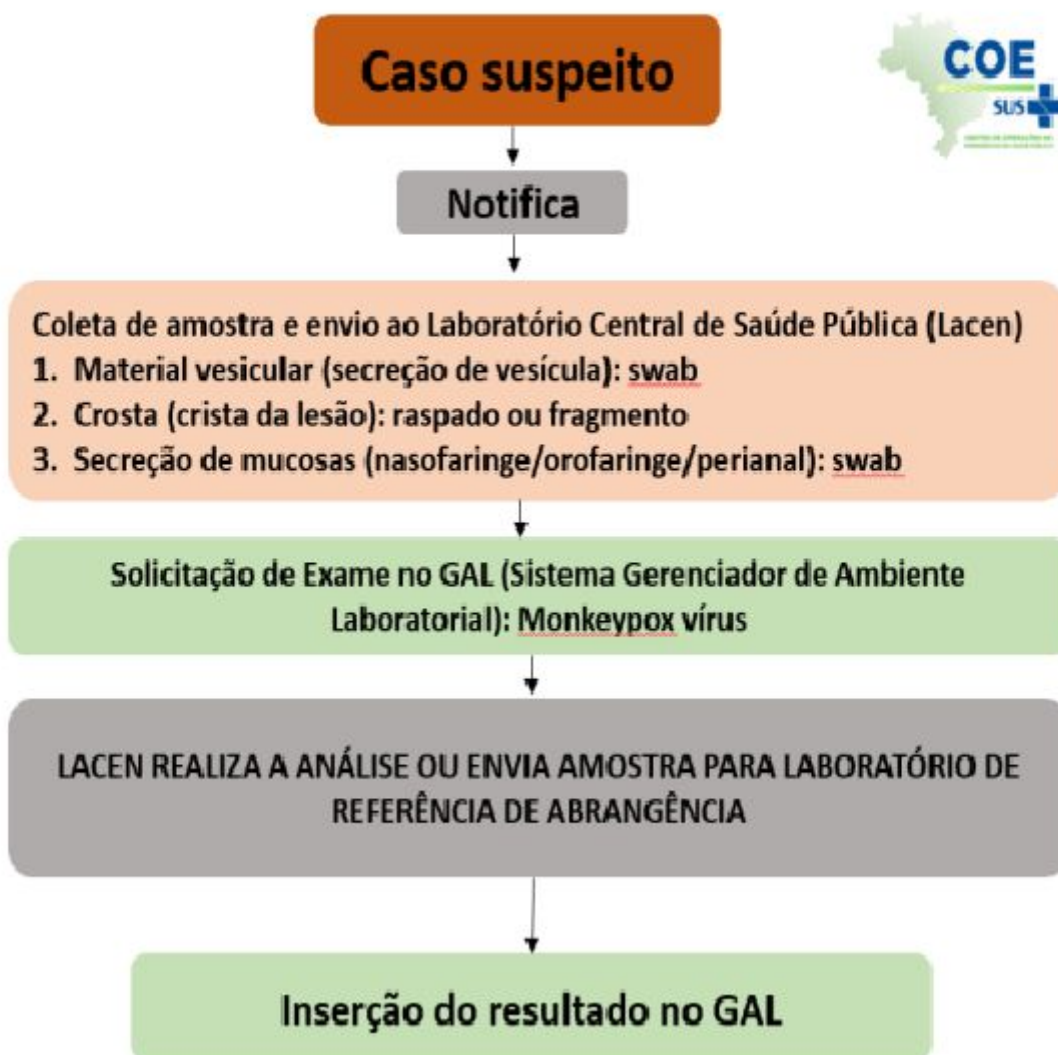 Caso suspeito
COE
SUS
Notifica
Coleta de amostra e envio ao Laboratório Central de Saúde Pública (Lacen)
1. Material vesicular (secreção de vesícula): swab
2. Crosta (crista da lesão): raspado ou fragmento
3. Secreção de mucosas (nasofaringe/orofaringe/perianal): swab
Solicitação de Exame no GAL (Sistema Gerenciador de Ambiente
Laboratorial): Monkeypox vírus
LACEN REALIZA A ANÁLISE OU ENVIA AMOSTRA PARA LABORATÓRIO DE
REFERÊNCIA DE ABRANGÊNCIA
Inserção do resultado no GAL